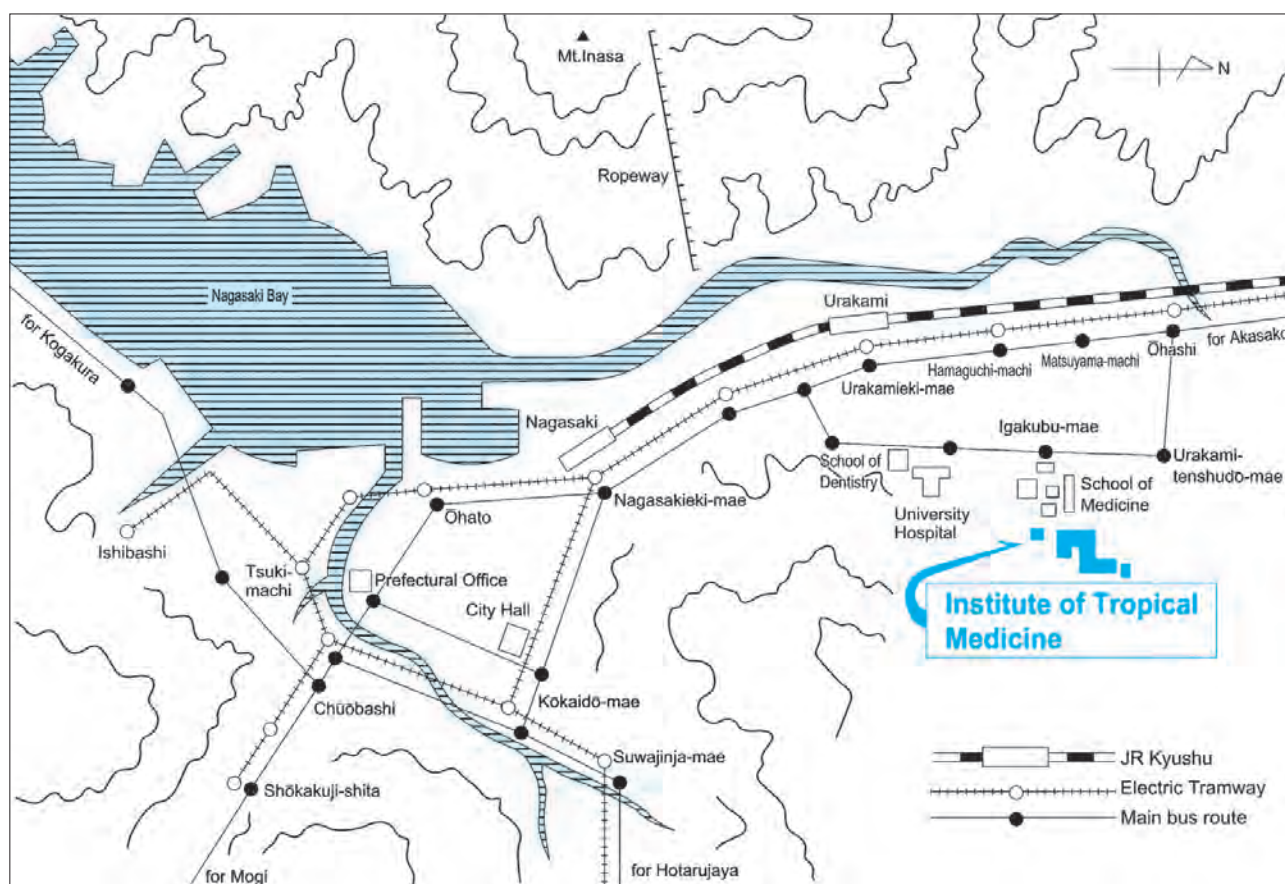 Mt.Inasa
N
Ropeway
Nagasaki Bay
Urakami
for Kogakura
Ōhashi
for Akasako
Matsuyama-machi
Hamaguchi-machi
Urakamieki-mae
Nagasaki
Igakubu-mae
School of
Dentistry
Urakami-
tenshudō-mae
School of
Medicine
University
Hospital
Nagasakieki-mae
Ōhato
Ishibashi
Tsuki-
machi
Prefectural Office
City Hall
Institute of Tropical
Medicine
Kōkaidō-mae
Chūōbashi
Suwajinja-mae
Shōkakuji-shita
JR Kyushu
Electric Tramway
Main bus route
for Mogi
for Hotarujaya